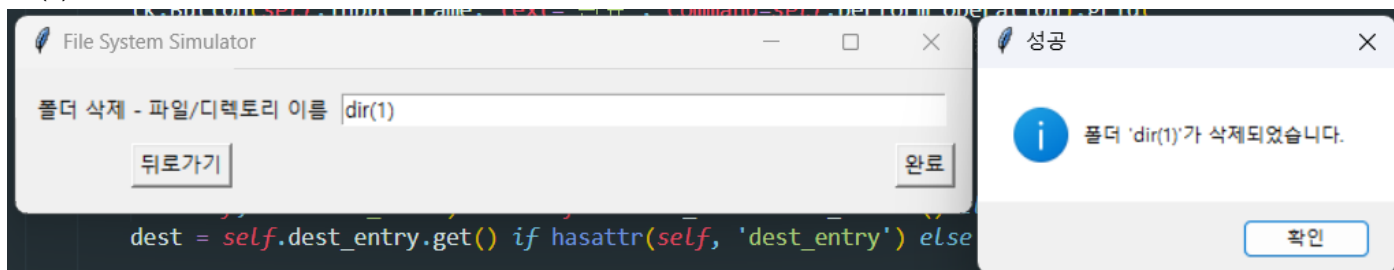 File System Simulator
폴더 삭제 - 파일/디렉토리 이름 dir(1)
뒤로가기
완료
성공
폴더 'dir(1)'가 삭제되었습니다.
확인
dest = self.dest_entry.get() if hasattr(self, 'dest_entry') else